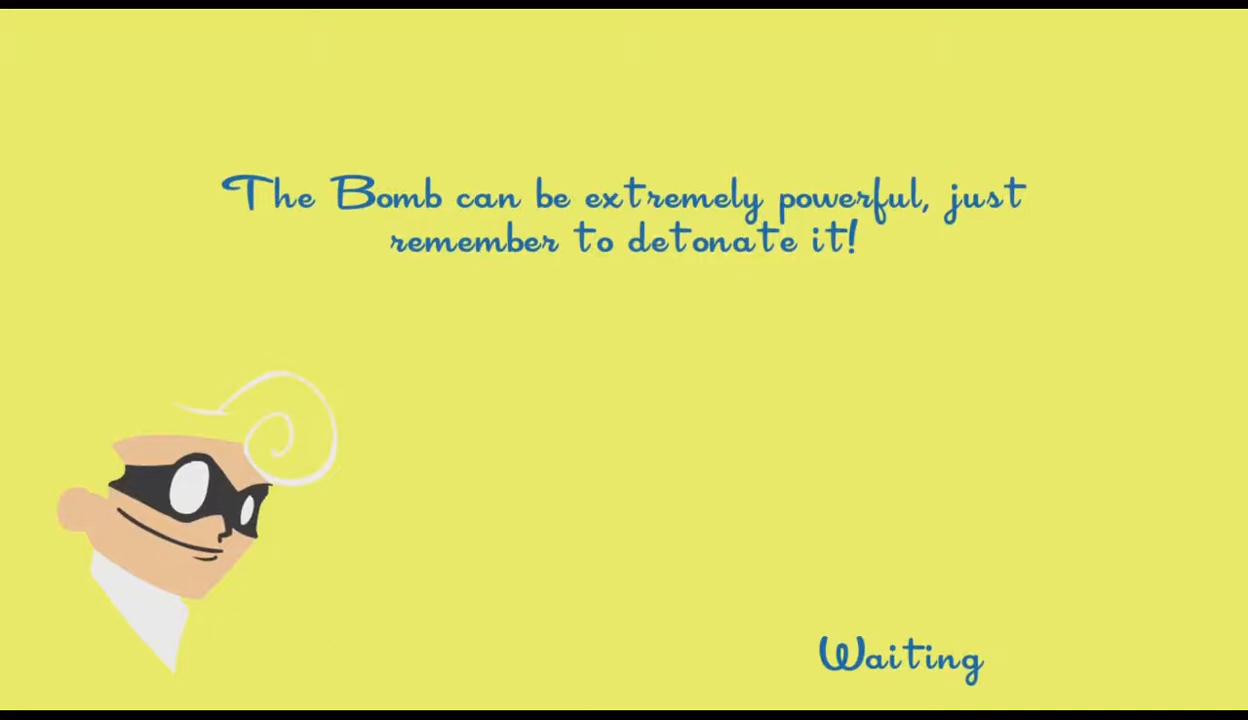 The Bomb can be extremely powerful, just
remember to detonate it!
Waiting